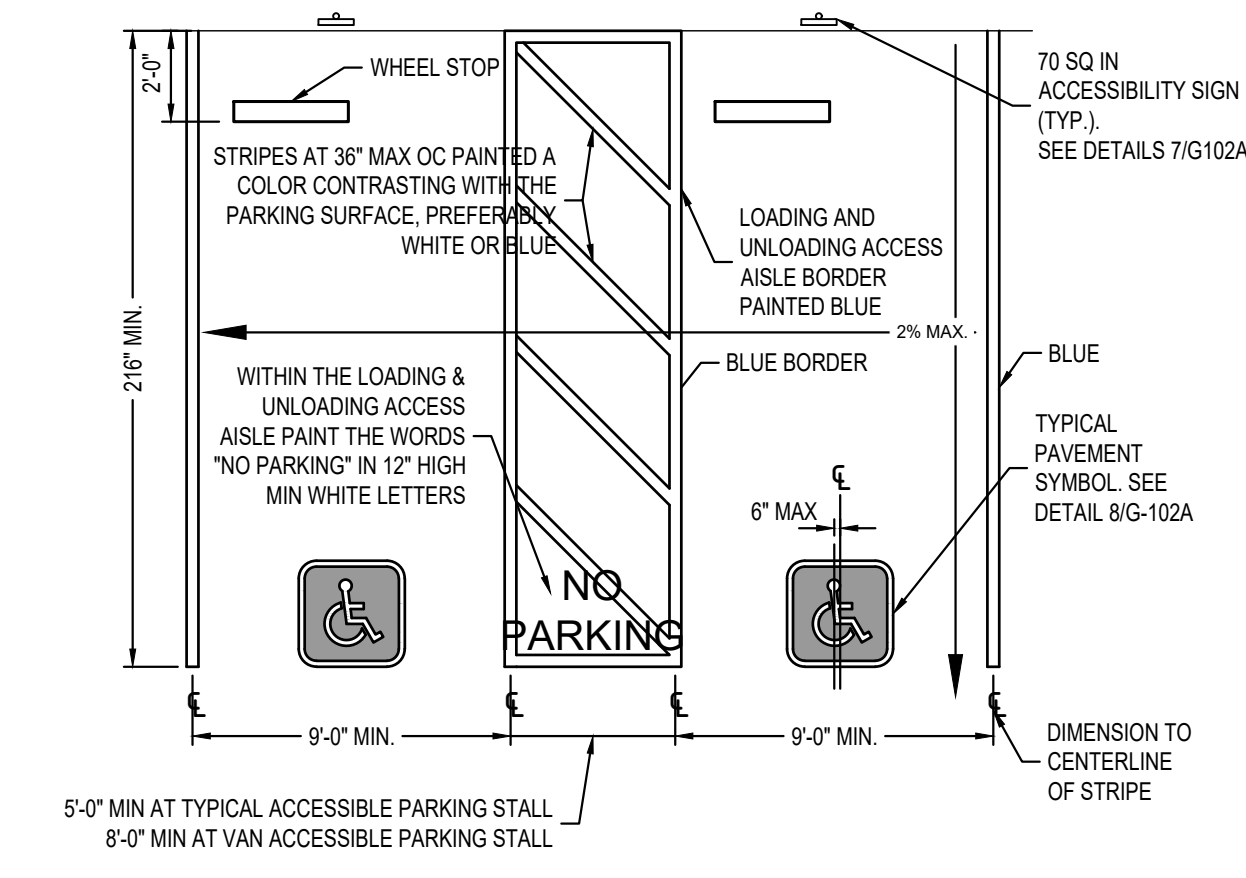 2'-0"
WHEEL STOP
70 SQ IN
ACCESSIBILITY SIGN
(TYP.).
SEE DETAILS 7/G102A
STRIPES AT 36" MAX OC PAINTED A
COLOR CONTRASTING WITH THE
PARKING SURFACE, PREFERABLY
WHITE OR BLUE
LOADING AND
UNLOADING ACCESS
AISLE BORDER
PAINTED BLUE
216" MIN.
2% MAX.
BLUE BORDER
BLUE
WITHIN THE LOADING &
UNLOADING ACCESS
AISLE PAINT THE WORDS
"NO PARKING" IN 12" HIGH
MIN WHITE LETTERS
TYPICAL
PAVEMENT
SYMBOL. SEE
DETAIL 8/G-102A
℄
6" MAX
NO
PARKING
℄ ℄ ℄ ℄
9'-0" MIN.
9'-0" MIN.
DIMENSION TO
CENTERLINE
OF STRIPE
5'-0" MIN AT TYPICAL ACCESSIBLE PARKING STALL
8'-0" MIN AT VAN ACCESSIBLE PARKING STALL